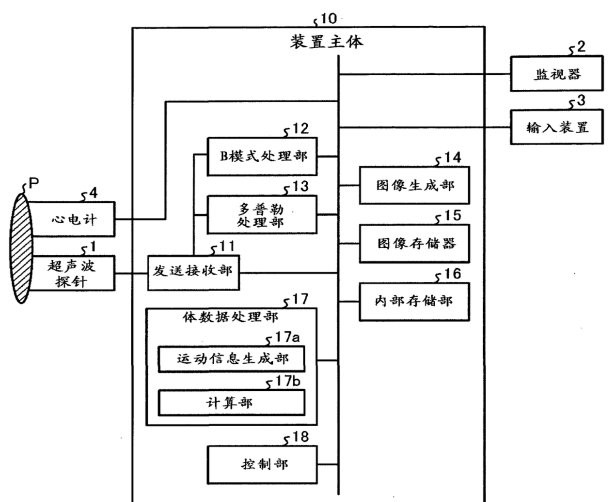 10
装置主体
2
监视器
3
输入装置
12
B模式处理部
14
图像生成部
P
4
心电计
13
多普勒
处理部
15
图像存储器
1
超声波
探针
11
发送接收部
16
内部存储部
17
体数据处理部
17a
运动信息生成部
17b
计算部
18
控制部